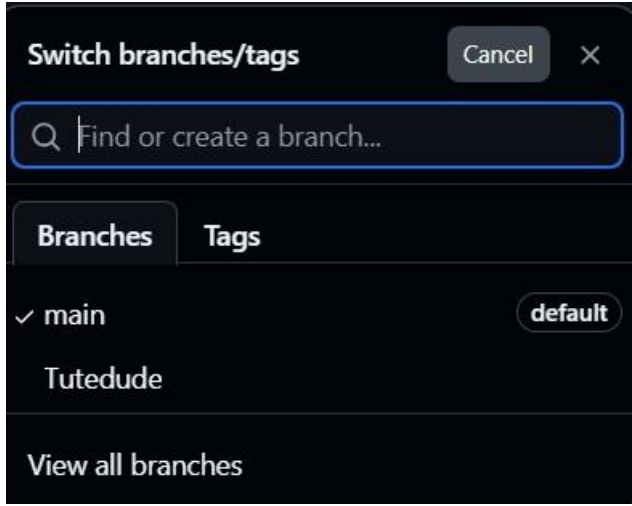 Switch branches/tags Cancel ×
Find or create a branch...
Branches Tags
✓ main default
Tutedude
View all branches